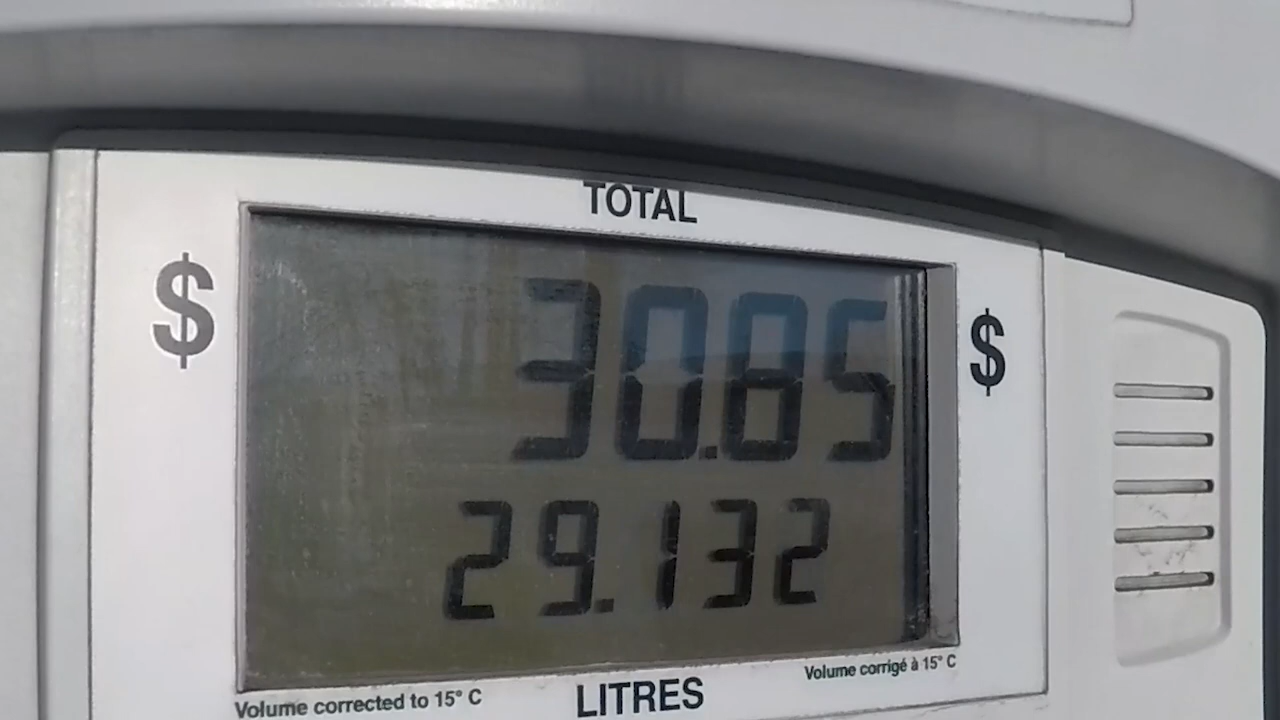 TOTAL
$ 30.85 $
29.132
Volume corrected to 15° C LITRES Volume corrigé à 15° C